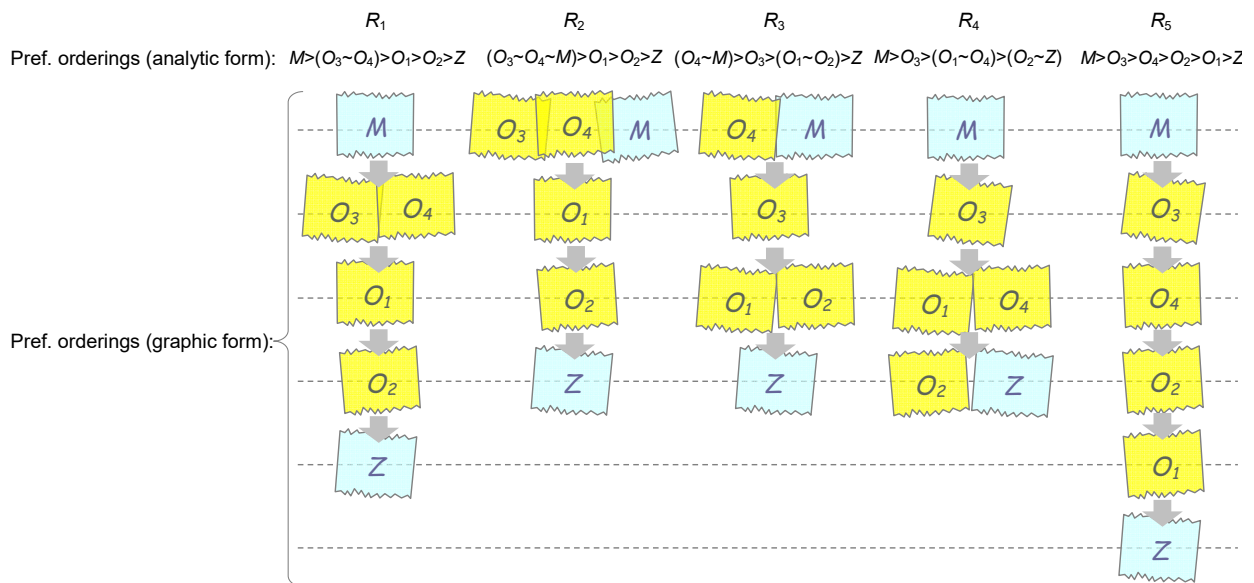 R1 R2 R3 R4 R5
Pref. orderings (analytic form): M>(O3~O4)>O1>O2>Z (O3~O4~M)>O1>O2>Z (O4~M)>O3>(O1~O2)>Z M>O3>(O1~O4)>(O2~Z) M>O3>O4>O2>O1>Z
M O3 O4 M O4 M M M
O3 O4 O1 O3 O3 O3
O1 O2 O1 O2 O1 O4 O4
Pref. orderings (graphic form):
O2 Z Z O2 Z O2
Z O1
Z